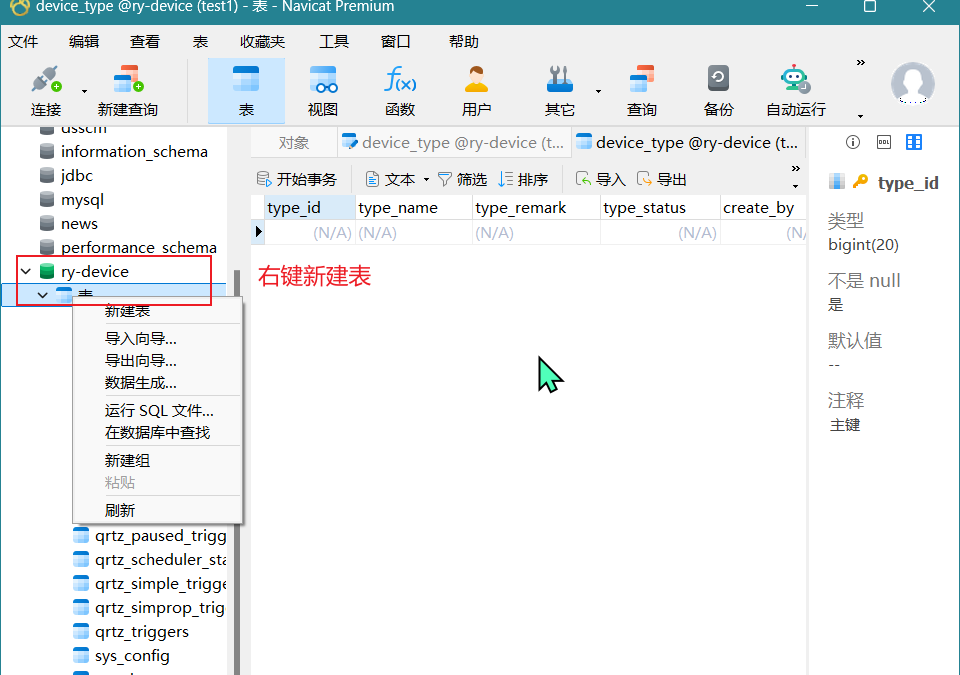 device_type @ry-device (test1) - 表 - Navicat Premium
文件 编辑 查看 表 收藏夹 工具 窗口 帮助
连接 新建查询 表 视图 函数 用户 其它 查询 备份 自动运行
对象 device_type @ry-device (t... device_type @ry-device (t...
开始事务 文本 筛选 排序 导入 导出
type_id type_name type_remark type_status create_by
(N/A) (N/A) (N/A) (N/A) (N/
右键新建表
dsscm
information_schema
jdbc
mysql
news
performance_schema
ry-device
表
新建表
导入向导...
导出向导...
数据生成...
运行 SQL 文件...
在数据库中查找
新建组
粘贴
刷新
qrtz_paused_trigg
qrtz_scheduler_sta
qrtz_simple_trigge
qrtz_simprop_trig
qrtz_triggers
sys_config
DDL
type_id
类型
bigint(20)
不是 null
是
默认值
--
注释
主键